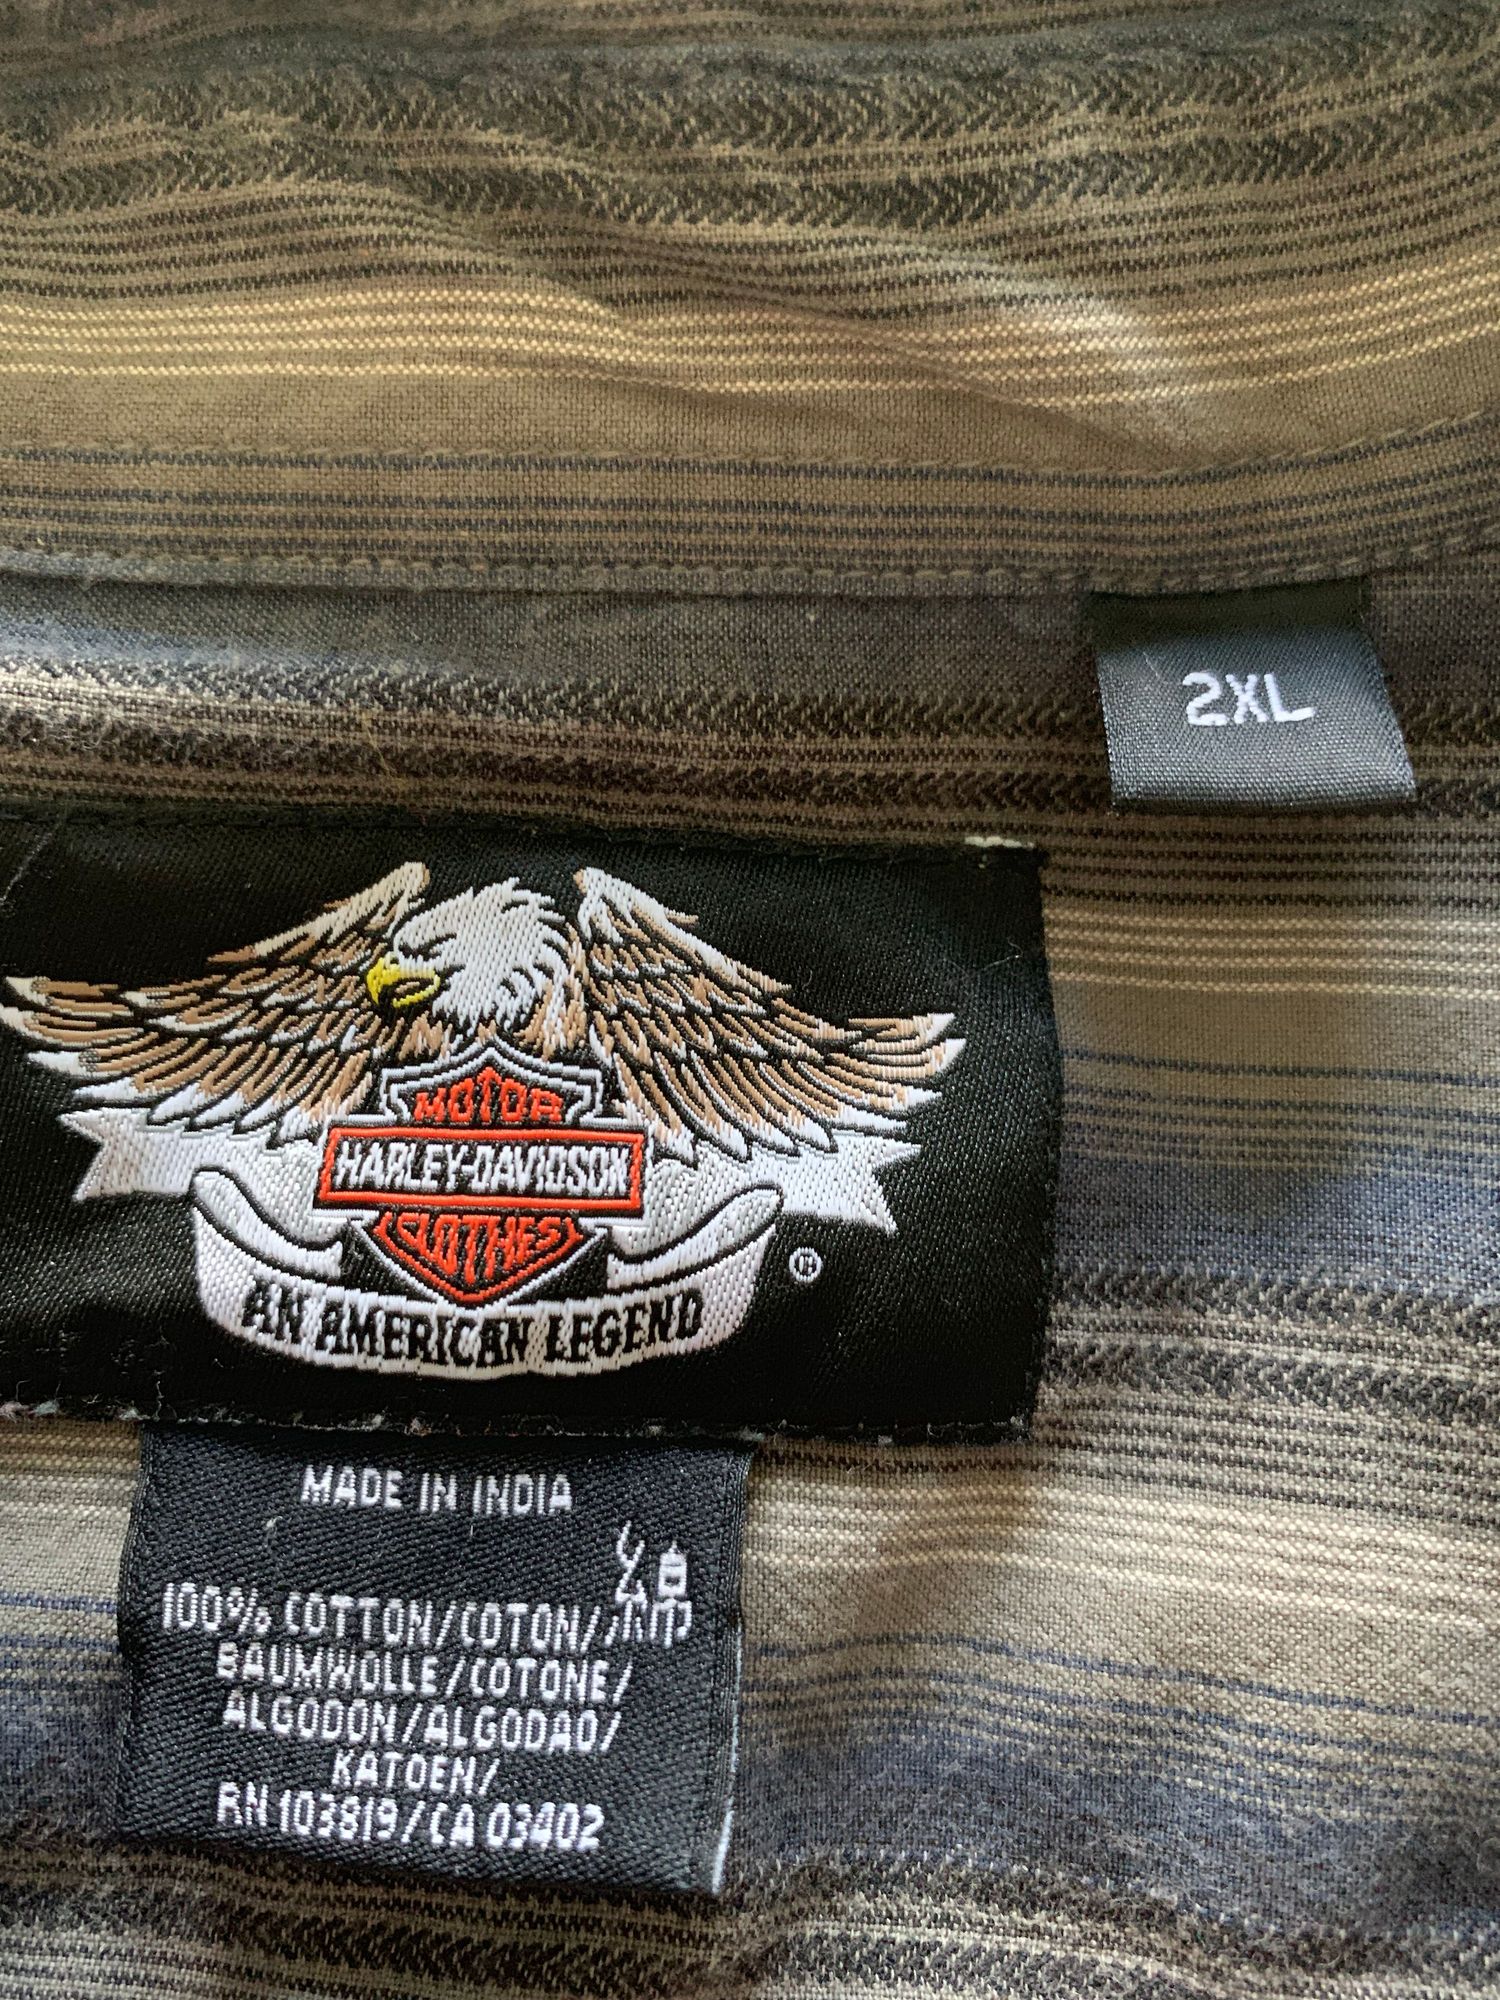 2XL
MOTOR
HARLEY-DAVIDSON
CLOTHES
®
AN AMERICAN LEGEND
MADE IN INDIA
100% COTTON/COTON/
BAUMWOLLE/COTONE/
ALGODON/ALGODAO/
KATOEN/
RN 103819/CA 03402